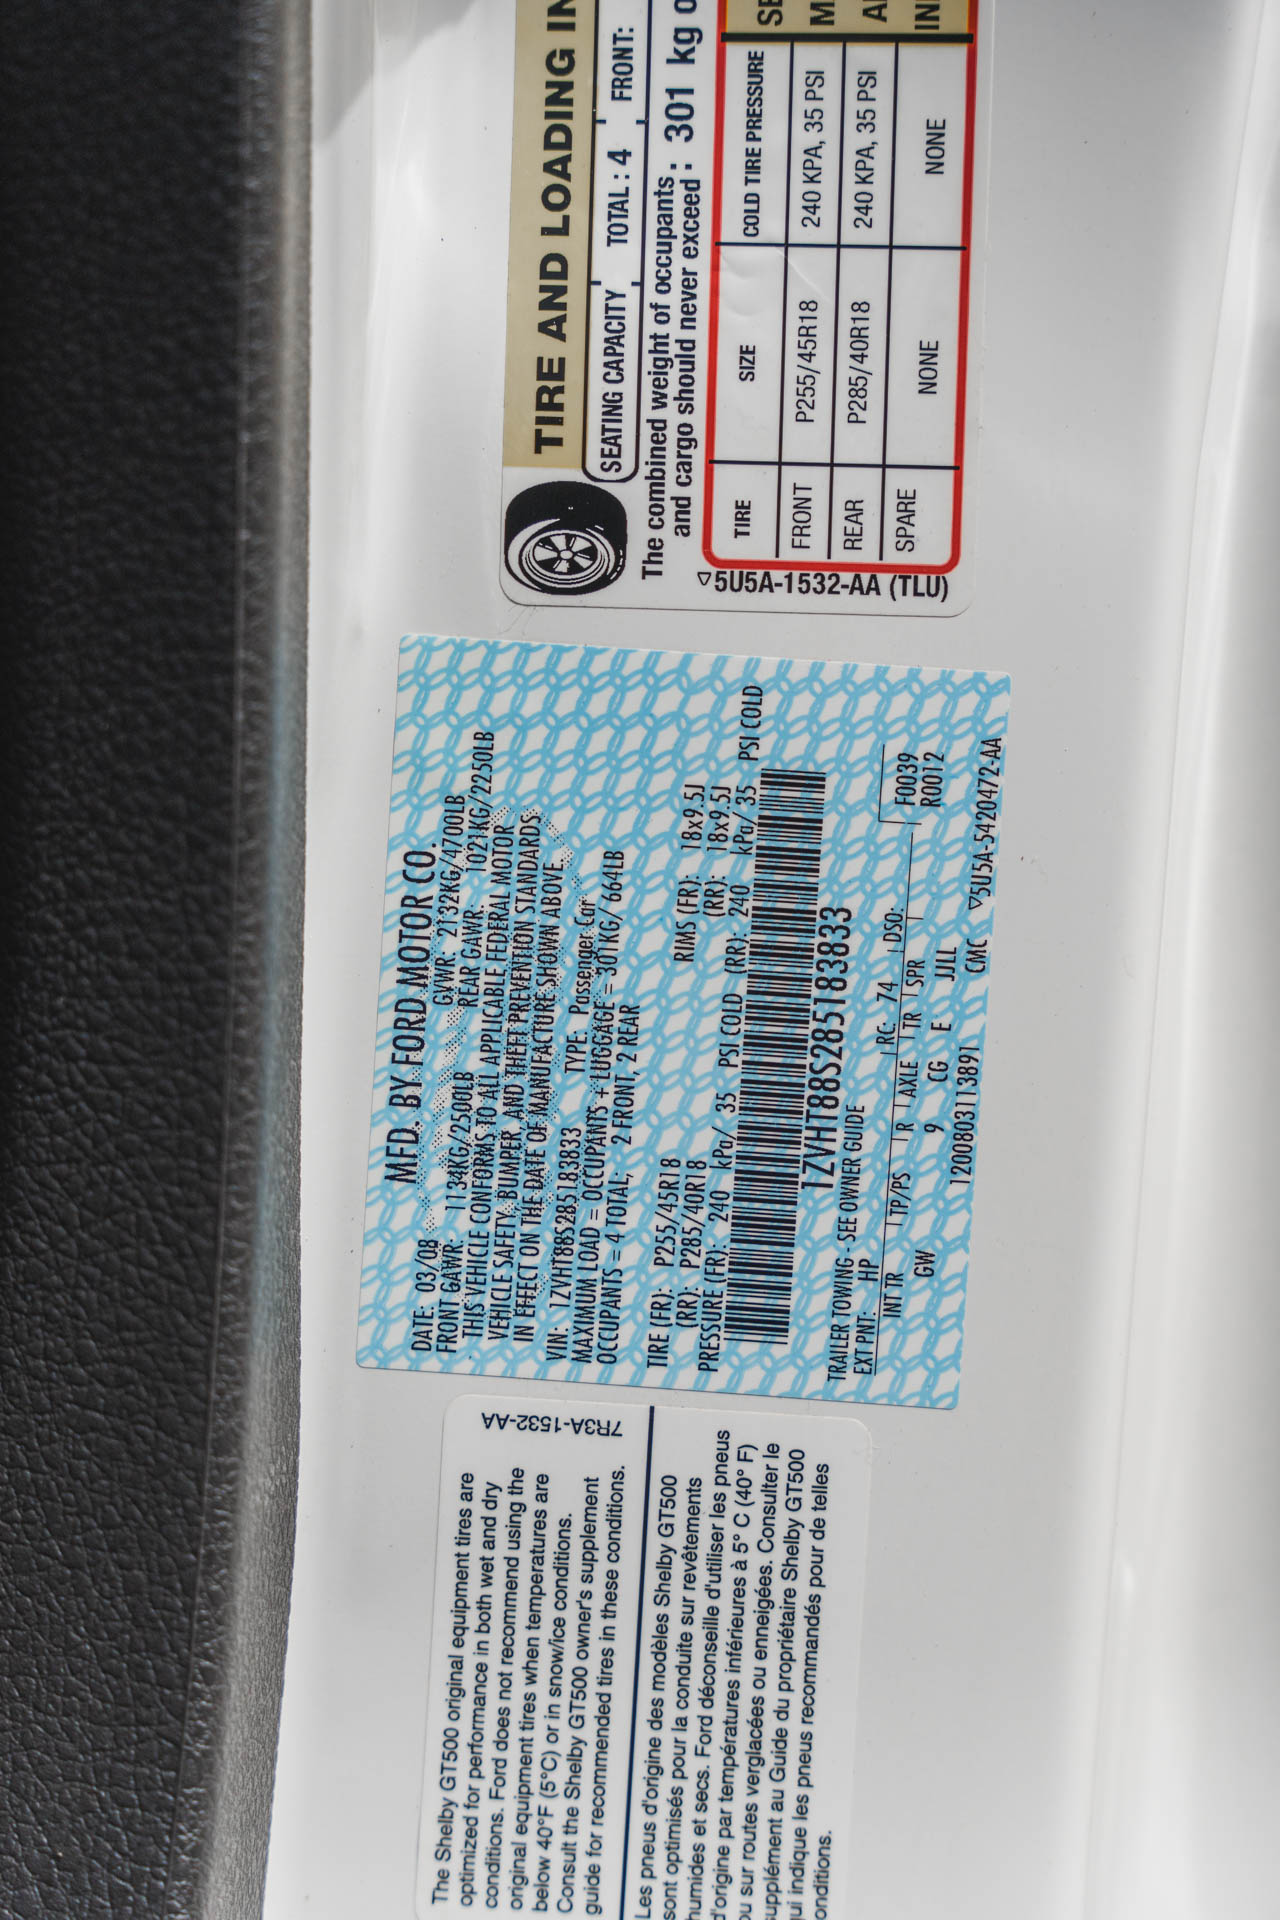 TIRE AND LOADING IN
SEATING CAPACITY TOTAL : 4 FRONT:
The combined weight of occupants
and cargo should never exceed : 301 kg o
TIRE SIZE COLD TIRE PRESSURE
FRONT P255/45R18 240 KPA, 35 PSI
REAR P285/40R18 240 KPA, 35 PSI
SPARE NONE NONE
5U5A-1532-AA (TLU)
MFD. BY FORD MOTOR CO.
DATE: 03/08 GVWR: 2132KG/4700LB
FRONT GAWR: 1134KG/2500LB REAR GAWR: 1021KG/2250LB
THIS VEHICLE CONFORMS TO ALL APPLICABLE FEDERAL MOTOR
VEHICLE SAFETY, BUMPER, AND THEFT PREVENTION STANDARDS
IN EFFECT ON THE DATE OF MANUFACTURE SHOWN ABOVE.
VIN: 1ZVHT88S285183833 TYPE: Passenger Car
MAXIMUM LOAD = OCCUPANTS + LUGGAGE = 301KG/664LB
OCCUPANTS = 4 TOTAL; 2 FRONT, 2 REAR
TIRE (FR): P255/45R18 RIMS (FR): 18x9.5J
(RR): P285/40R18 (RR): 18x9.5J
PRESSURE (FR): 240 kPa/ 35 PSI COLD (RR): 240 kPa/ 35 PSI COLD
1ZVHT88S285183833
TRAILER TOWING - SEE OWNER GUIDE
EXT PNT: HP RC: 74 DSO:
F0039
R0012
INT TR TP/PS R AXLE TR SPR
GW 9 CG E JJLL
1200803113891 CMC 5U5A-5420472-AA
7R3A-1532-AA
The Shelby GT500 original equipment tires are
optimized for performance in both wet and dry
conditions. Ford does not recommend using the
original equipment tires when temperatures are
below 40°F (5°C) or in snow/ice conditions.
Consult the Shelby GT500 owner's supplement
guide for recommended tires in these conditions.
Les pneus d'origine des modèles Shelby GT500
sont optimisés pour la conduite sur revêtements
humides et secs. Ford déconseille d'utiliser les pneus
d'origine par températures inférieures à 5° C (40° F)
ou sur routes verglacées ou enneigées. Consulter le
supplément au Guide du propriétaire Shelby GT500
qui indique les pneus recommandés pour de telles
conditions.